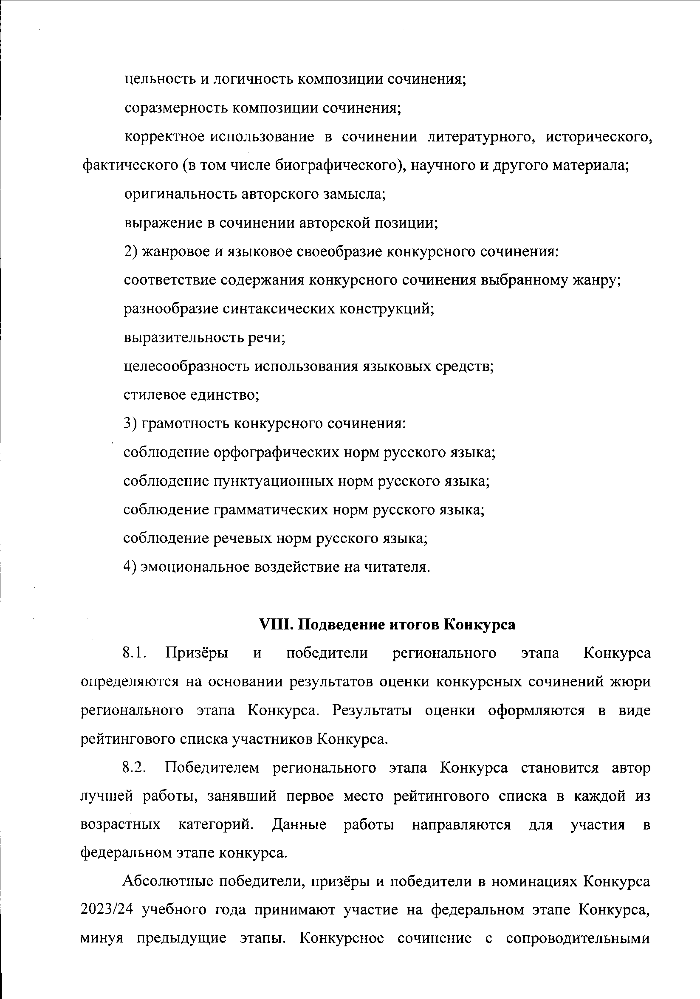 цельность и логичность композиции сочинения;
соразмерность композиции сочинения;
корректное использование в сочинении литературного, исторического,
фактического (в том числе биографического), научного и другого материала;
оригинальность авторского замысла;
выражение в сочинении авторской позиции;
2) жанровое и языковое своеобразие конкурсного сочинения:
соответствие содержания конкурсного сочинения выбранному жанру;
разнообразие синтаксических конструкций;
выразительность речи;
целесообразность использования языковых средств;
стилевое единство;
3) грамотность конкурсного сочинения:
соблюдение орфографических норм русского языка;
соблюдение пунктуационных норм русского языка;
соблюдение грамматических норм русского языка;
соблюдение речевых норм русского языка;
4) эмоциональное воздействие на читателя.
VIII. Подведение итогов Конкурса
8.1. Призёры и победители регионального этапа Конкурса
определяются на основании результатов оценки конкурсных сочинений жюри
регионального этапа Конкурса. Результаты оценки оформляются в виде
рейтингового списка участников Конкурса.
8.2. Победителем регионального этапа Конкурса становится автор
лучшей работы, занявший первое место рейтингового списка в каждой из
возрастных категорий. Данные работы направляются для участия в
федеральном этапе конкурса.
Абсолютные победители, призёры и победители в номинациях Конкурса
2023/24 учебного года принимают участие на федеральном этапе Конкурса,
минуя предыдущие этапы. Конкурсное сочинение с сопроводительными